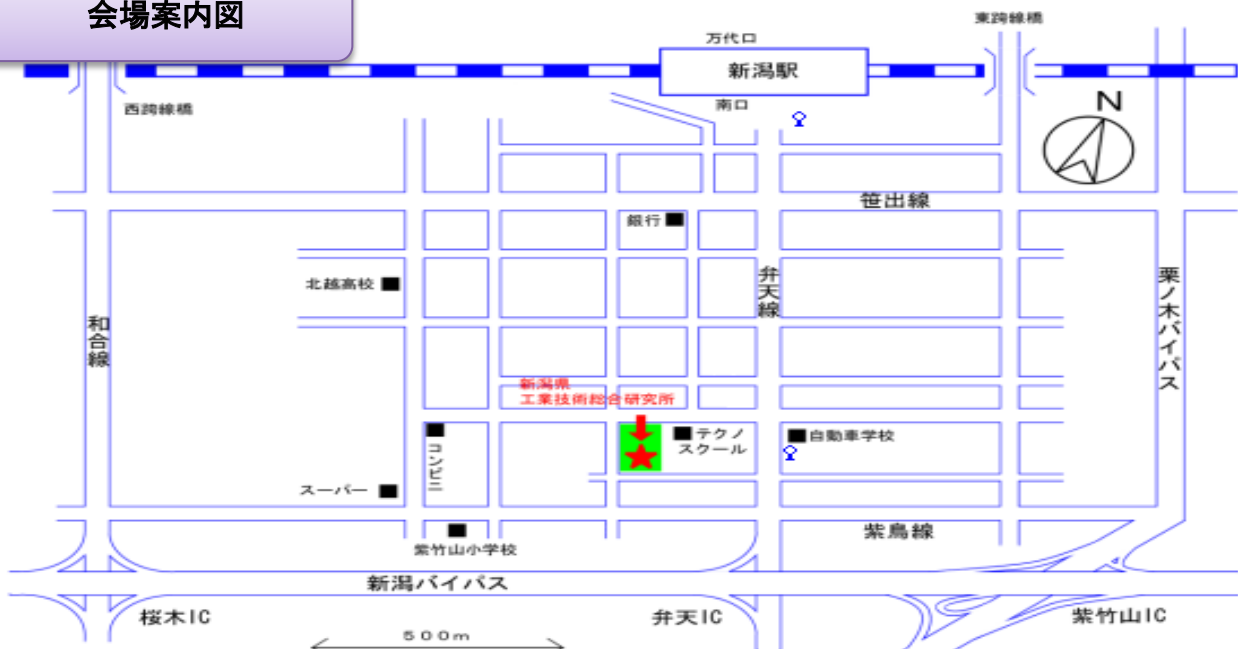 会場案内図
東跨線橋
万代口
新潟駅
西跨線橋
南口
N
笹出線
銀行
北越高校
弁天線
栗ノ木バイパス
和合線
新潟県
工業技術総合研究所
テクノ
スクール
自動車学校
コンビニ
スーパー
紫鳥線
紫竹山小学校
新潟バイパス
桜木IC
弁天IC
紫竹山IC
500m